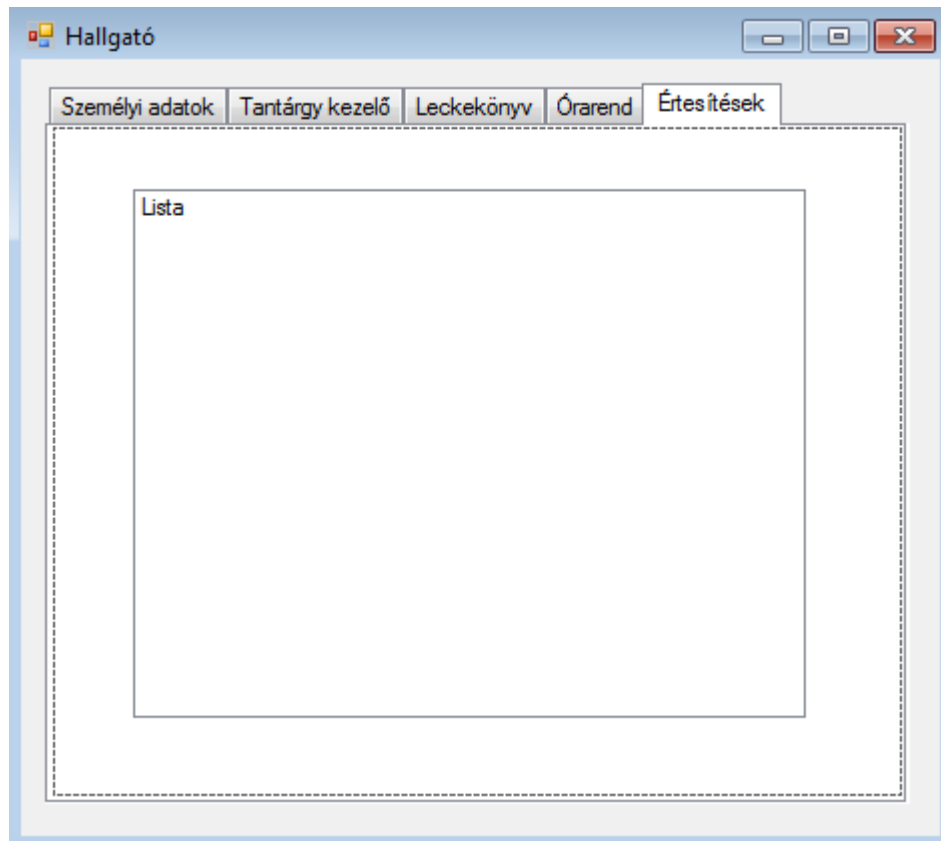 Hallgató
Személyi adatok Tantárgy kezelő Leckekönyv Órarend Értesítések
Lista